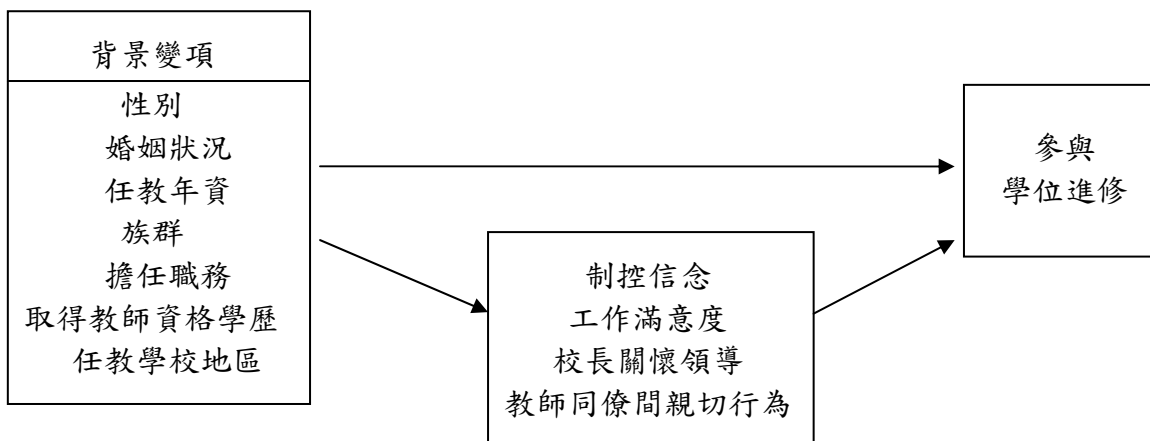 背景變項
性別
婚姻狀況
任教年資
族群
擔任職務
取得教師資格學歷
任教學校地區
制控信念
工作滿意度
校長關懷領導
教師同僚間親切行為
參與
學位進修